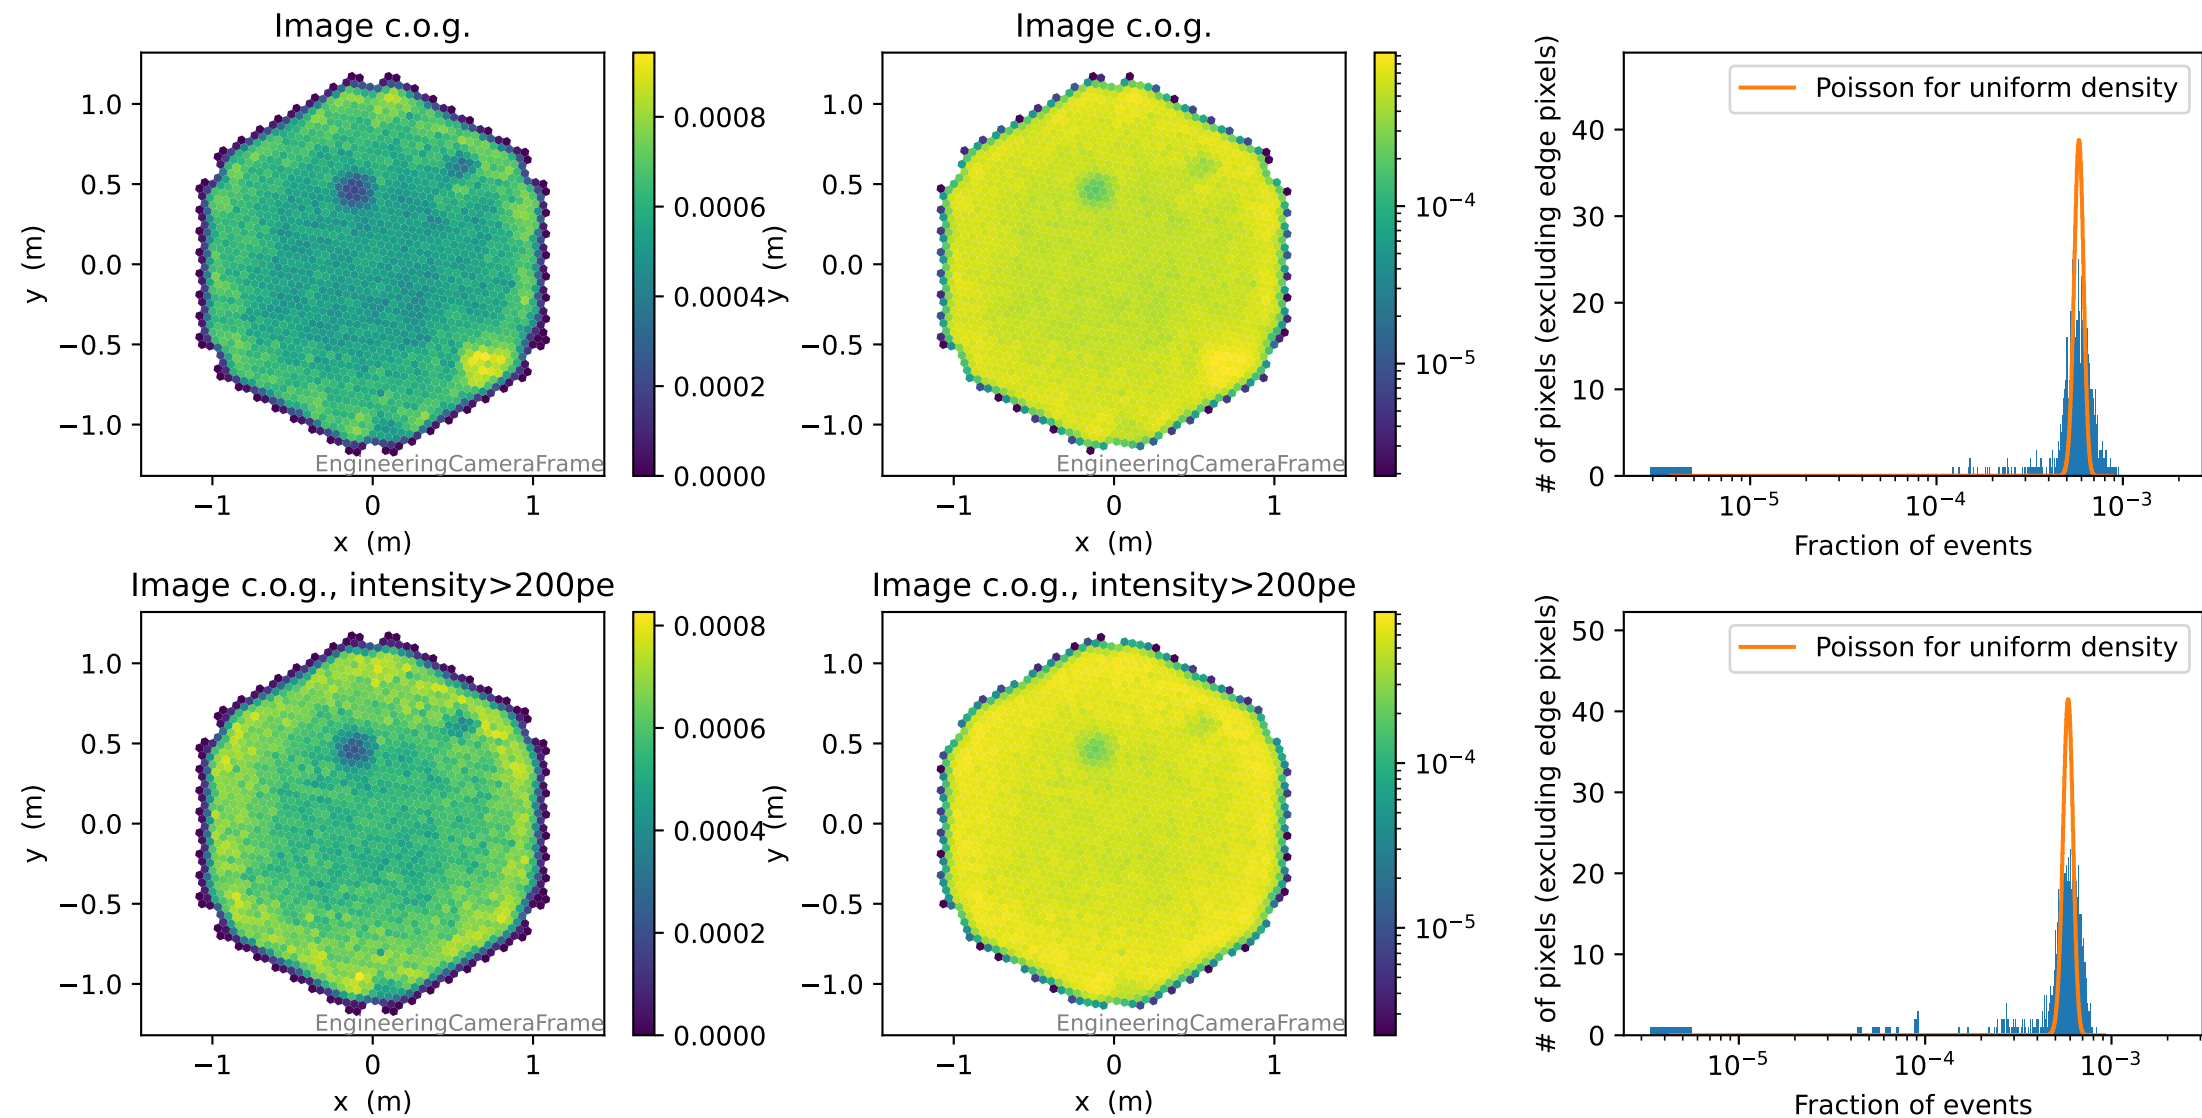 Image c.o.g.
y (m)
1.0
0.5
0.0
−0.5
−1.0
−1
0
1
x (m)
EngineeringCameraFrame
0.0008
0.0006
0.0004
0.0002
0.0000
Image c.o.g.
y (m)
1.0
0.5
0.0
−0.5
−1.0
−1
0
1
x (m)
EngineeringCameraFrame
10−4
10−5
# of pixels (excluding edge pixels)
40
30
20
10
0
Poisson for uniform density
10−5
10−4
10−3
Fraction of events
Image c.o.g., intensity>200pe
y (m)
1.0
0.5
0.0
−0.5
−1.0
−1
0
1
x (m)
EngineeringCameraFrame
0.0008
0.0006
0.0004
0.0002
0.0000
Image c.o.g., intensity>200pe
y (m)
1.0
0.5
0.0
−0.5
−1.0
−1
0
1
x (m)
EngineeringCameraFrame
10−4
10−5
# of pixels (excluding edge pixels)
50
40
30
20
10
0
Poisson for uniform density
10−5
10−4
10−3
Fraction of events